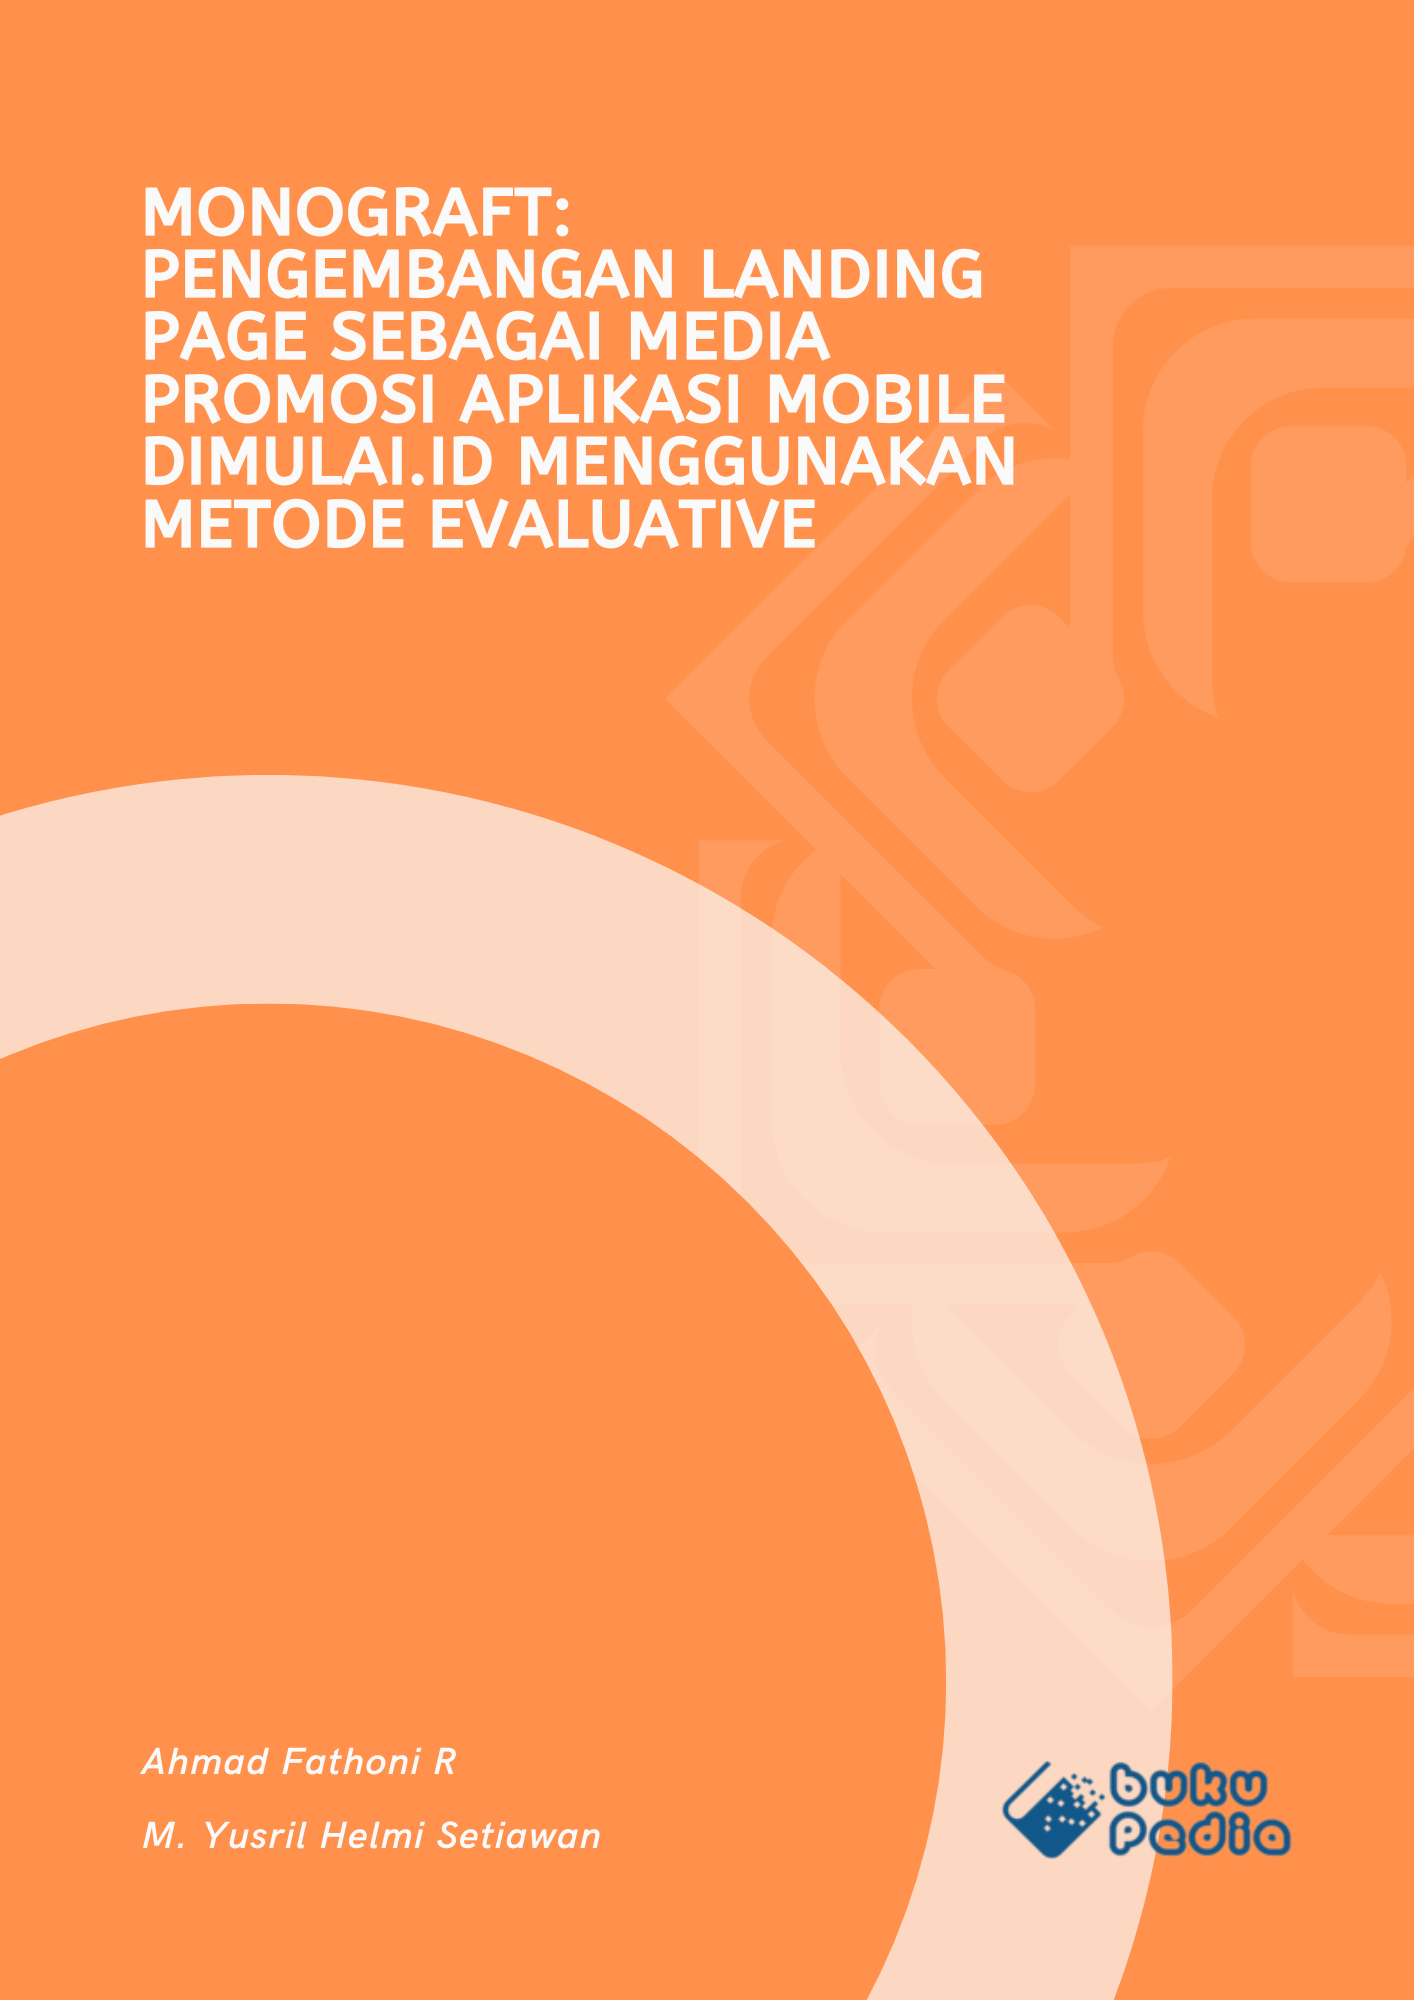 MONOGRAFT:
PENGEMBANGAN LANDING
PAGE SEBAGAI MEDIA
PROMOSI APLIKASI MOBILE
DIMULAI.ID MENGGUNAKAN
METODE EVALUATIVE
Ahmad Fathoni R
M. Yusril Helmi Setiawan
buku
Pedia